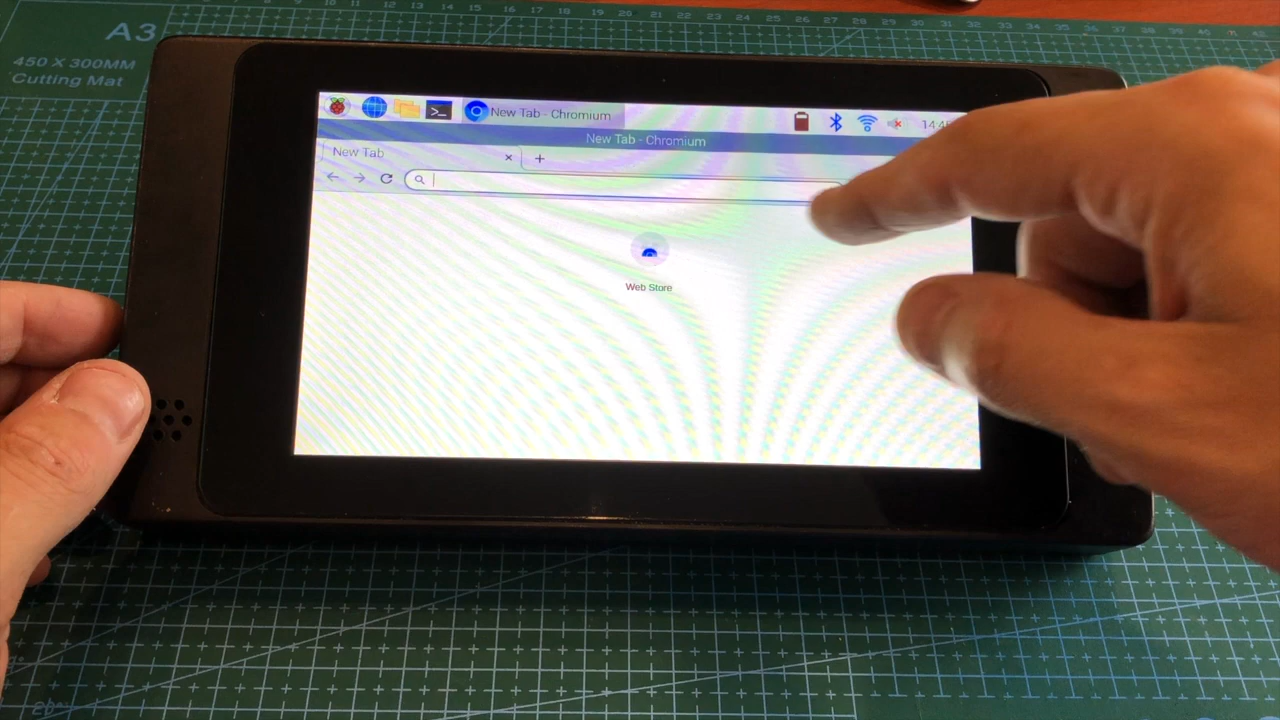 A3
450 X 300MM
Cutting Mat
New Tab - Chromium
New Tab - Chromium
New Tab
Web Store